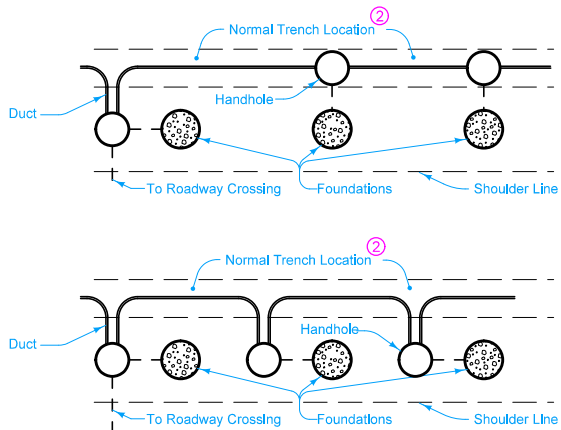 Normal Trench Location 2
Handhole
Duct
To Roadway Crossing
Foundations
Shoulder Line
Normal Trench Location 2
Duct
Handhole
To Roadway Crossing
Foundations
Shoulder Line